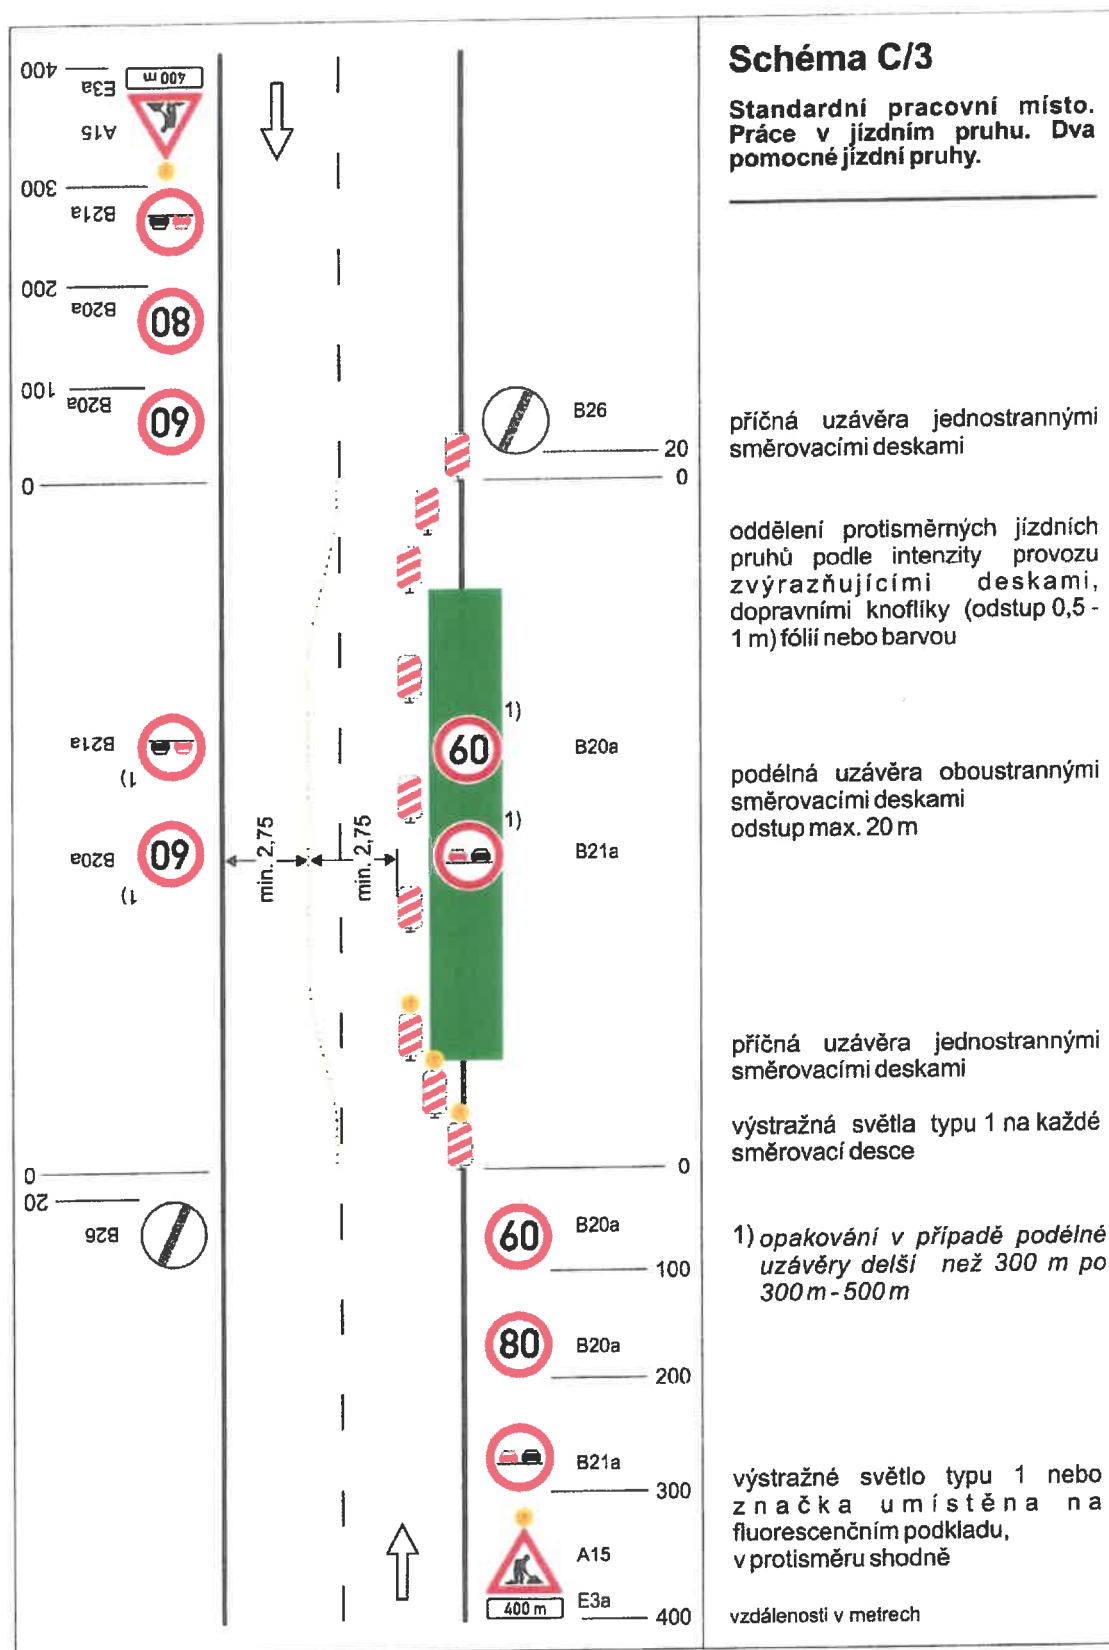 Schéma C/3
Standardní pracovní místo.
Práce v jízdním pruhu. Dva
pomocné jízdní pruhy.
400
400 m
E3a
A15
300
B21a
200
B20a
80
100
B20a
60
0
B26
20
0
příčná uzávěra jednostrannými
směrovacími deskami
oddělení protisměrných jízdních
pruhů podle intenzity provozu
zvýrazňujícími deskami,
dopravními knoflíky (odstup 0,5 -
1 m) fólií nebo barvou
B21a
1)
B20a
60
1)
min. 2,75
min. 2,75
1)
60
B20a
1)
B21a
podélná uzávěra oboustrannými
směrovacími deskami
odstup max. 20 m
příčná uzávěra jednostrannými
směrovacími deskami
výstražná světla typu 1 na každé
směrovací desce
0
20
B26
0
60
B20a
100
80
B20a
200
B21a
300
A15
E3a
400 m
400
1) opakování v případě podélné
uzávěry delší než 300 m po
300 m - 500 m
výstražné světlo typu 1 nebo
značka umístěna na
fluorescenčním podkladu,
v protisměru shodně
vzdálenosti v metrech